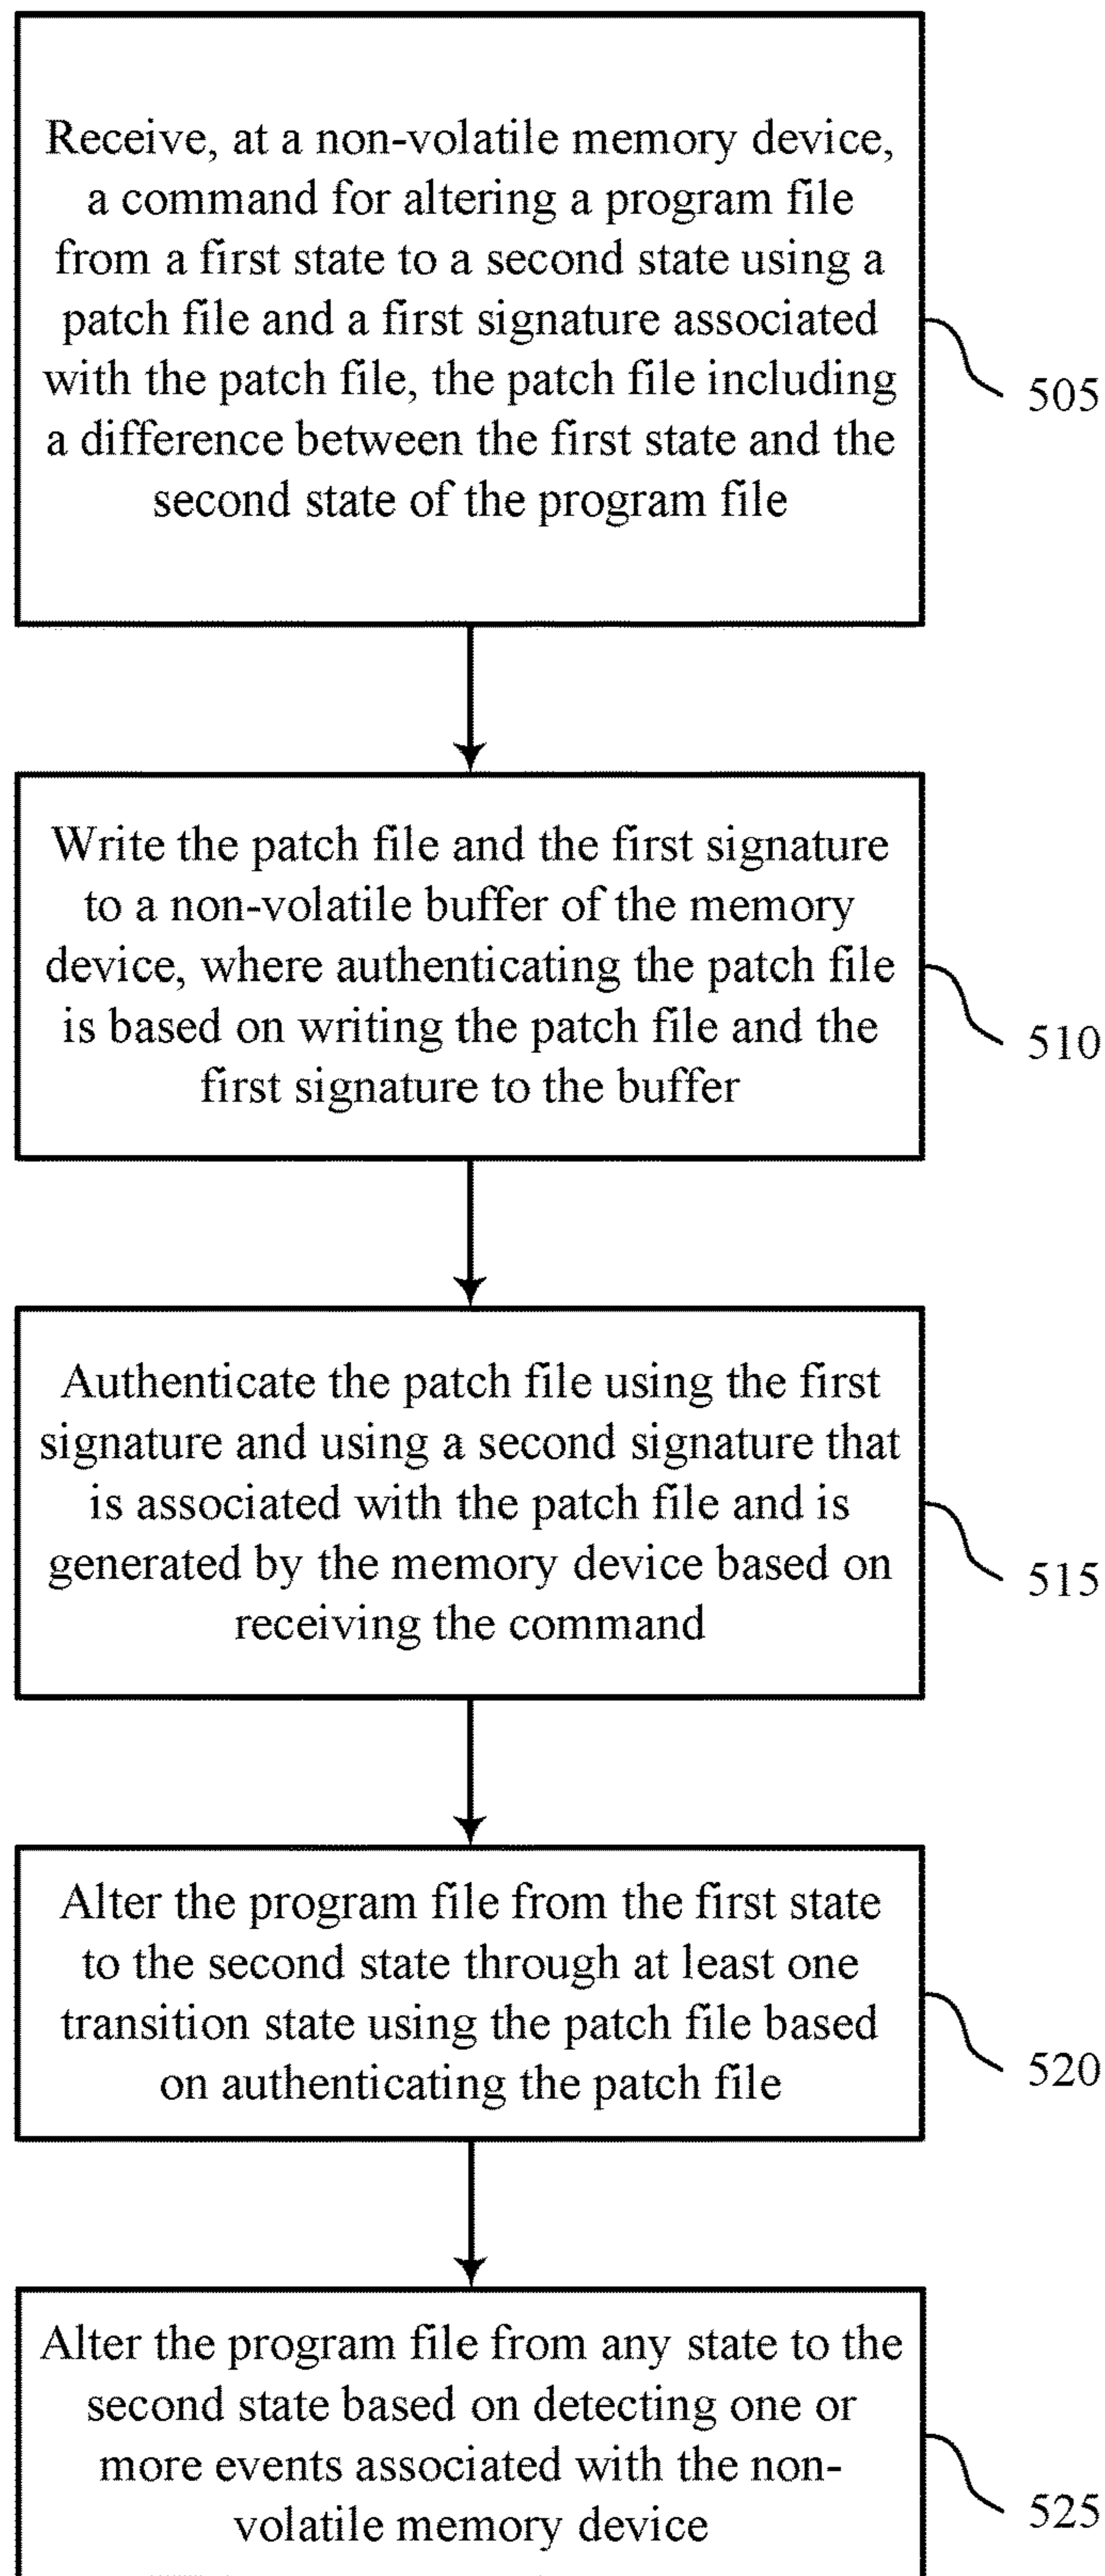 Receive, at a non-volatile memory device,
a command for altering a program file
from a first state to a second state using a
patch file and a first signature associated
with the patch file, the patch file including
a difference between the first state and the
second state of the program file
505
Write the patch file and the first signature
to a non-volatile buffer of the memory
device, where authenticating the patch file
is based on writing the patch file and the
first signature to the buffer
510
Authenticate the patch file using the first
signature and using a second signature that
is associated with the patch file and is
generated by the memory device based on
receiving the command
515
Alter the program file from the first state
to the second state through at least one
transition state using the patch file based
on authenticating the patch file
520
Alter the program file from any state to the
second state based on detecting one or
more events associated with the non-
volatile memory device
525